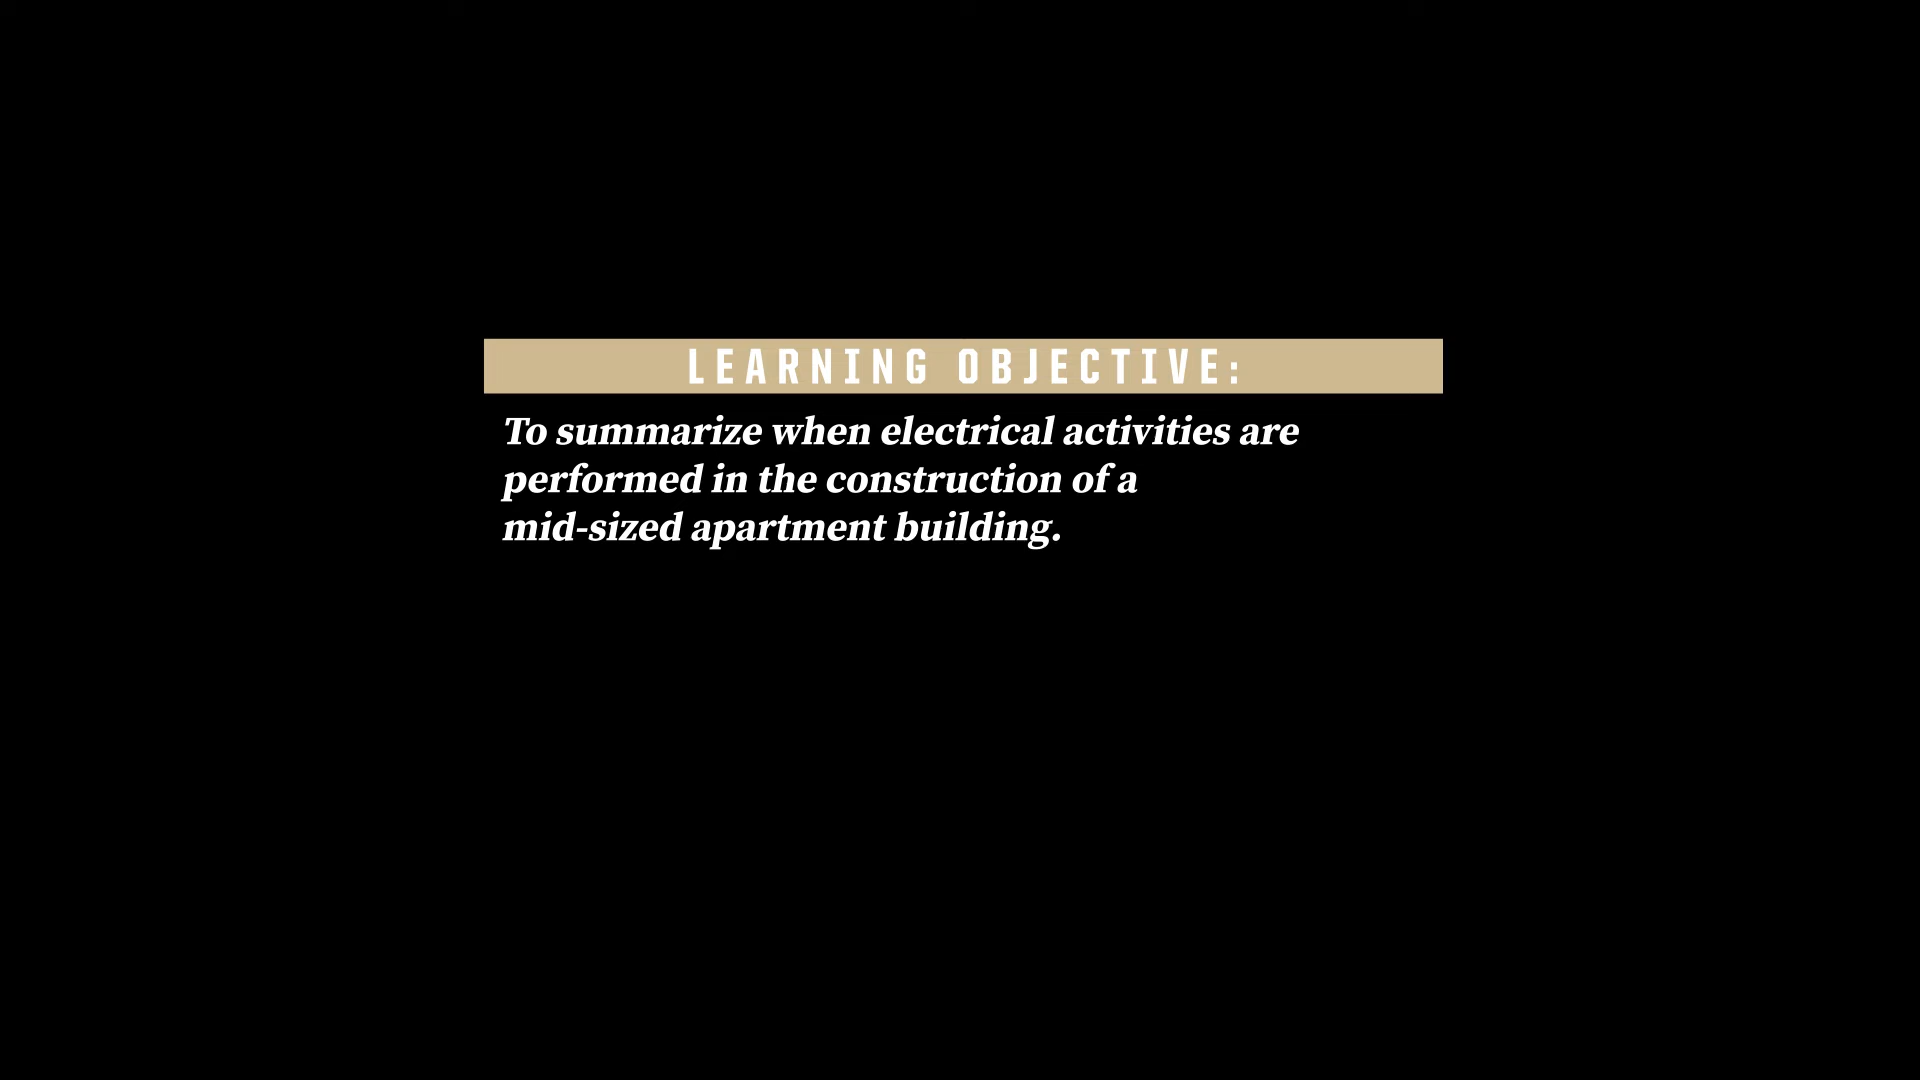 LEARNING OBJECTIVE:
To summarize when electrical activities are
performed in the construction of a
mid-sized apartment building.